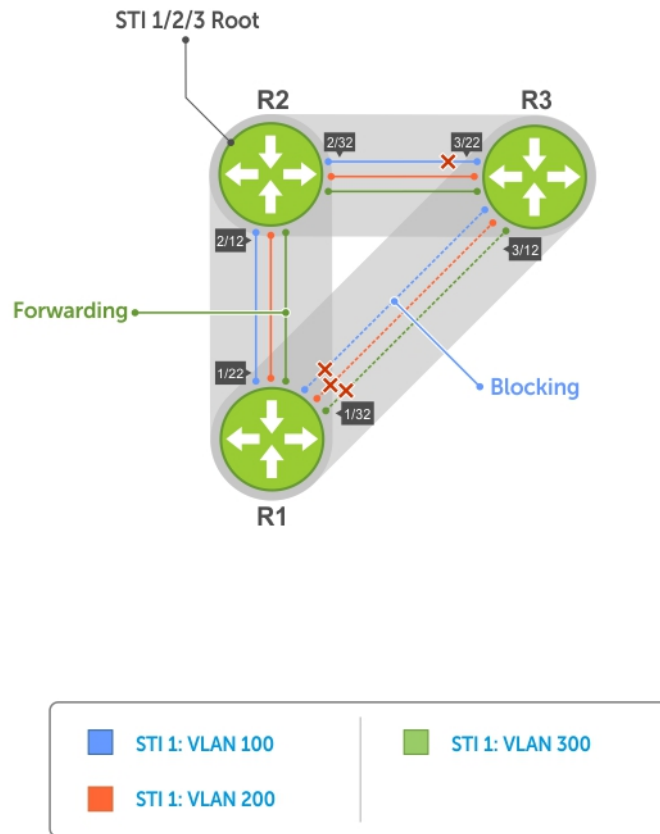 STI 1/2/3 Root
R2
R3
2/32
3/22
2/12
3/12
Forwarding
1/22
Blocking
1/32
R1
STI 1: VLAN 100
STI 1: VLAN 300
STI 1: VLAN 200